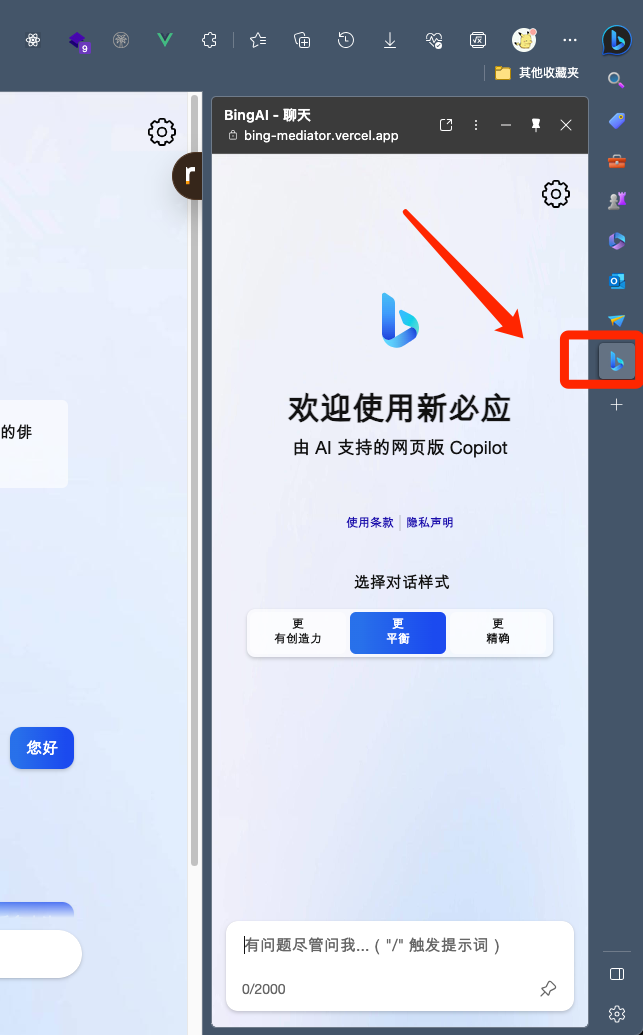 9
其他收藏夹
BingAI - 聊天
bing-mediator.vercel.app
r
的俳
欢迎使用新必应
由 AI 支持的网页版 Copilot
使用条款 | 隐私声明
选择对话样式
更
有创造力
更
平衡
更
精确
您好
有问题尽管问我...（ "/" 触发提示词 ）
0/2000